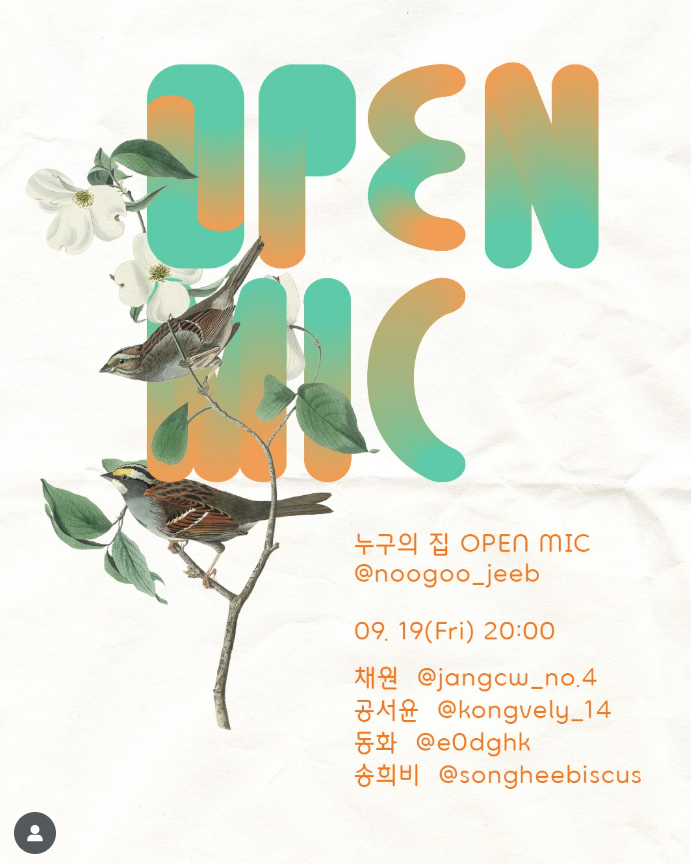 OPEN
MIC
누구의 집 OPEN MIC
@noogoo_jeeb
09. 19(Fri) 20:00
채원 @jangcw_no.4
공서윤 @kongvely_14
동화 @e0dghk
송희비 @songheebiscus